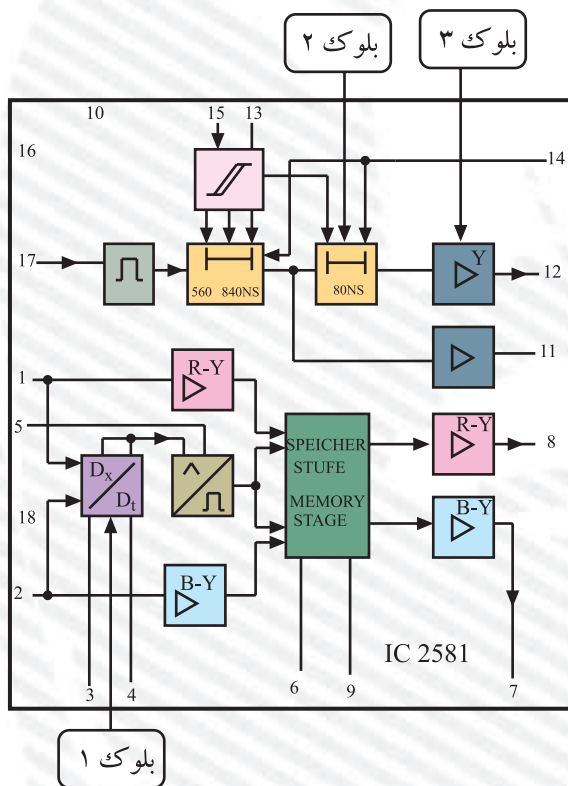 بلوک ۲
بلوک ۳
10
15
13
16
14
17
560 840NS
80NS
Y
12
11
1
R-Y
5
R-Y
8
SPEICHER
STUFE
Dx
Dt
MEMORY
STAGE
18
B-Y
2
B-Y
IC 2581
3
4
6
9
7
بلوک ۱